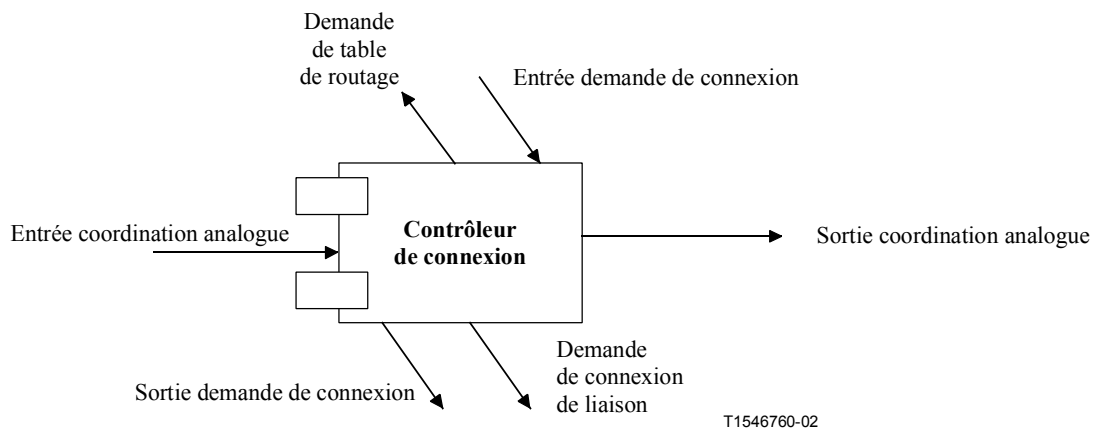 Demande
de table
de routage
Entrée demande de connexion
Contrôleur
de connexion
Entrée coordination analogue
Sortie coordination analogue
Sortie demande de connexion
Demande
de connexion
de liaison
T1546760-02